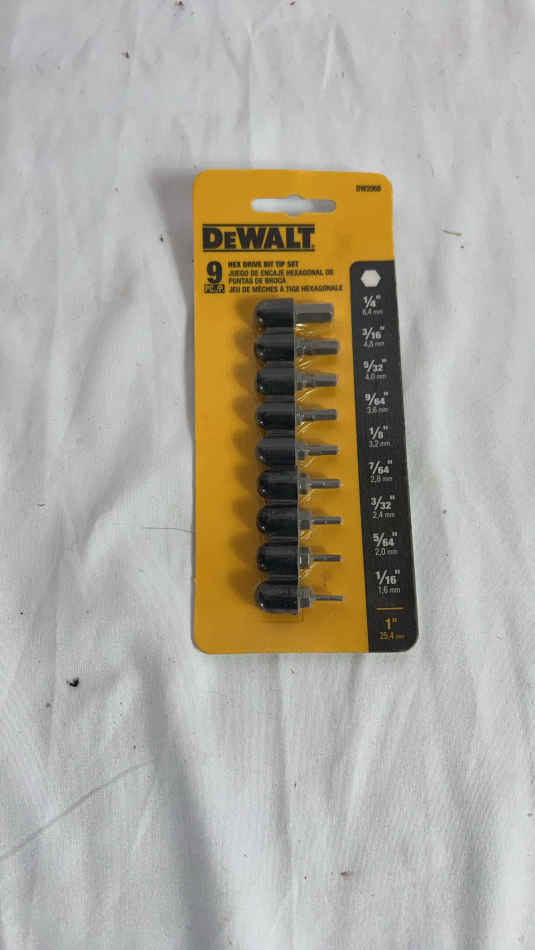 DW2060
DEWALT
9
PC./P.
HEX DRIVE BIT TIP SET
JUEGO DE ENCAJE HEXAGONAL DE
PUNTAS DE BROCA
JEU DE MÈCHES À TIGE HEXAGONALE
1/4"
6,4 mm
3/16"
4,8 mm
5/32"
4,0 mm
9/64"
3,6 mm
1/8"
3,2 mm
7/64"
2,8 mm
3/32"
2,4 mm
5/64"
2,0 mm
1/16"
1,6 mm
1"
25,4 mm